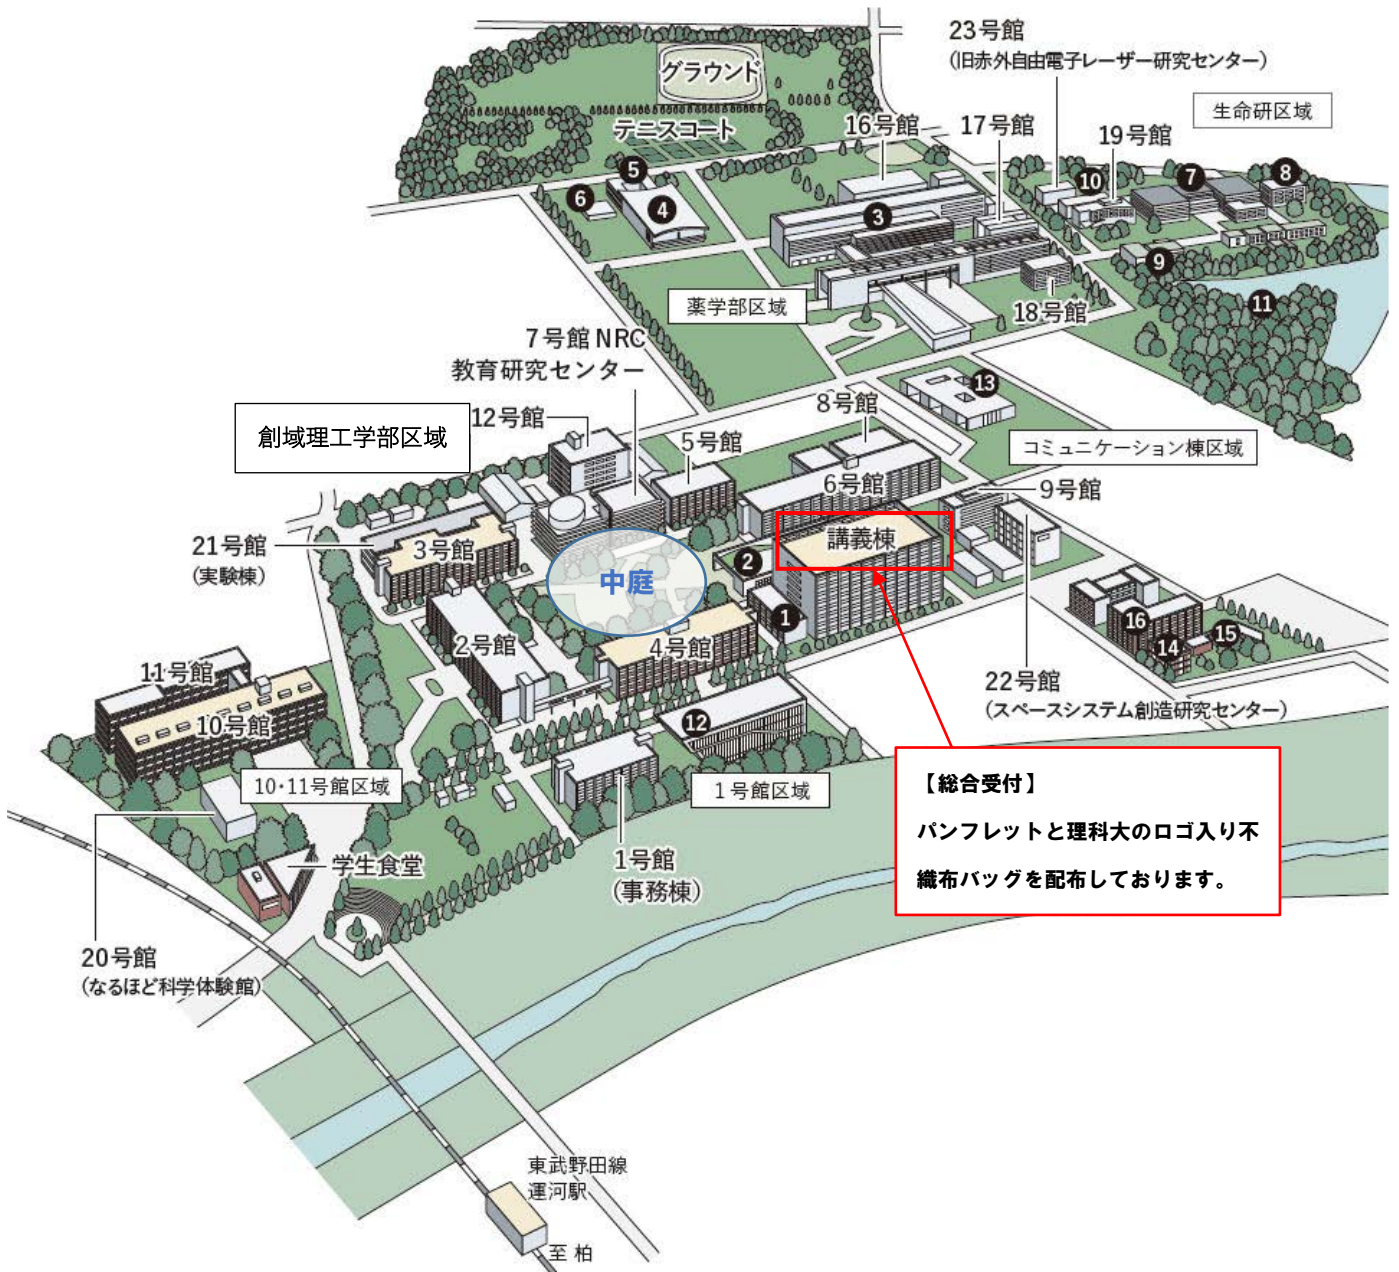 23号館
(旧赤外自由電子レーザー研究センター)
グラウンド
生命研区域
テニスコート
16号館
17号館
19号館
5
6
4
3
10
7
8
9
11
薬学部区域
18号館
7号館 NRC
教育研究センター
13
創域理工学部区域
12号館
8号館
5号館
コミュニケーション棟区域
6号館
9号館
講義棟
21号館
(実験棟)
3号館
中庭
2
1
16
15
14
2号館
4号館
11号館
10号館
22号館
(スペースシステム創造研究センター)
12
10・11号館区域
1号館区域
【総合受付】
パンフレットと理科大のロゴ入り不
織布バッグを配布しております。
学生食堂
1号館
(事務棟)
20号館
(なるほど科学体験館)
東武野田線
運河駅
至 柏